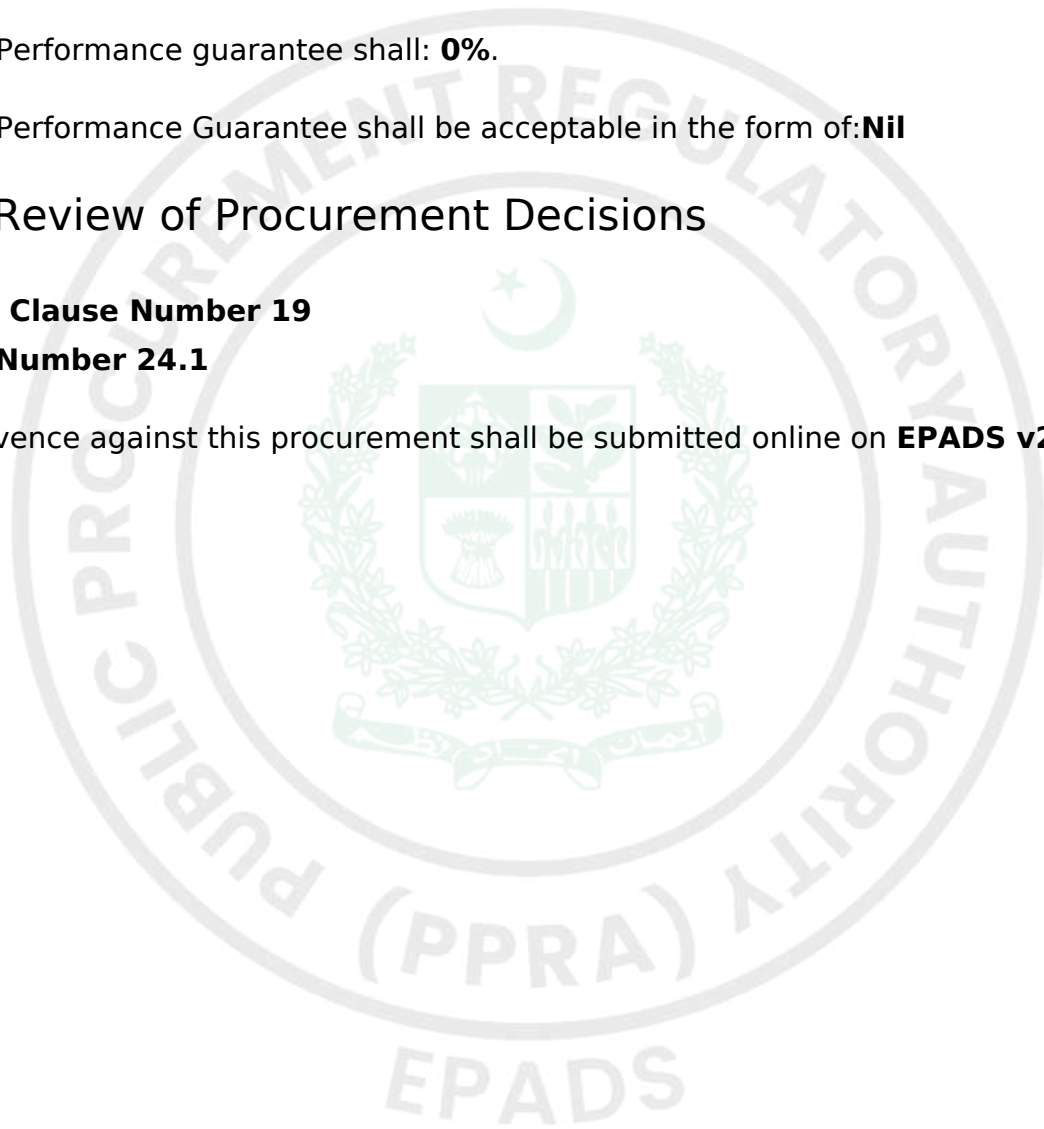 Performance guarantee shall: 0%.
Performance Guarantee shall be acceptable in the form of:Nil
Review of Procurement Decisions
Clause Number 19
Number 24.1
vence against this procurement shall be submitted online on EPADS v2
PUBLIC PROCUREMENT REGULATORY AUTHORITY
(PPRA)
EPADS